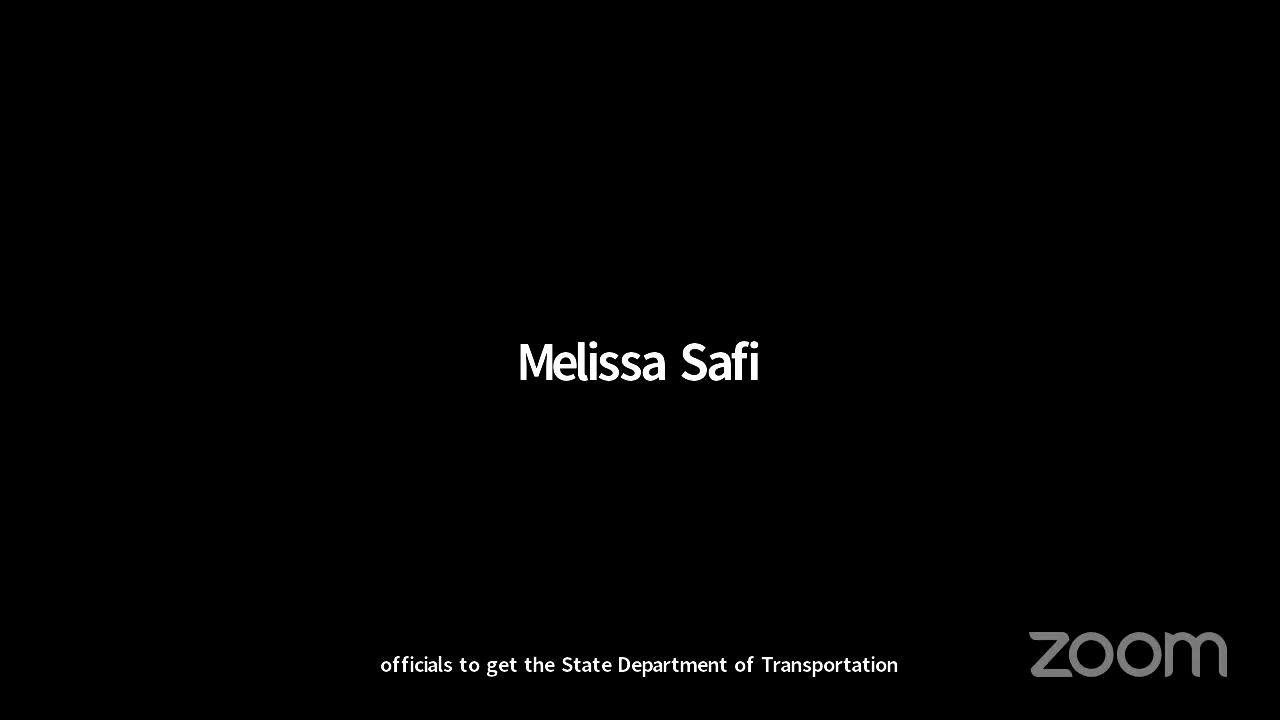 Melissa Safi
officials to get the State Department of Transportation
zoom